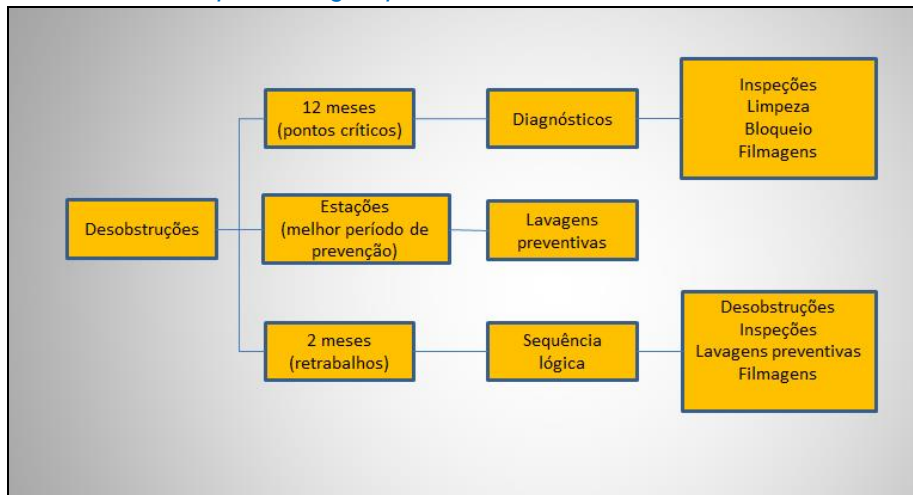 Desobstruções
12 meses
(pontos críticos)
Diagnósticos
Inspeções
Limpeza
Bloqueio
Filmagens
Estações
(melhor período de
prevenção)
Lavagens
preventivas
2 meses
(retrabalhos)
Sequência
lógica
Desobstruções
Inspeções
Lavagens preventivas
Filmagens